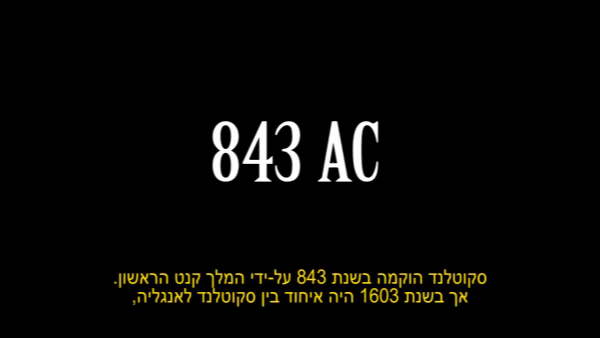 843 AC
סקוטלנד הוקמה בשנת 843 על-ידי המלך קנט הראשון.
אך בשנת 1603 היה איחוד בין סקוטלנד לאנגליה,